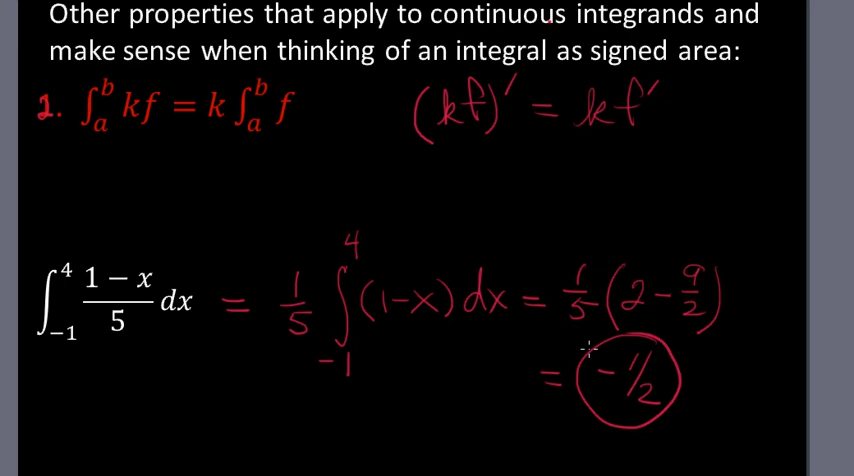 Other properties that apply to continuous integrands and
make sense when thinking of an integral as signed area:
1. ∫_a^b kf = k ∫_a^b f (kf)' = kf'
∫_{-1}^{4} (1 − x)/5 dx = 1/5 ∫_{-1}^{4} (1-x) dx = 1/5 (2 - 9/2)
= -1/2